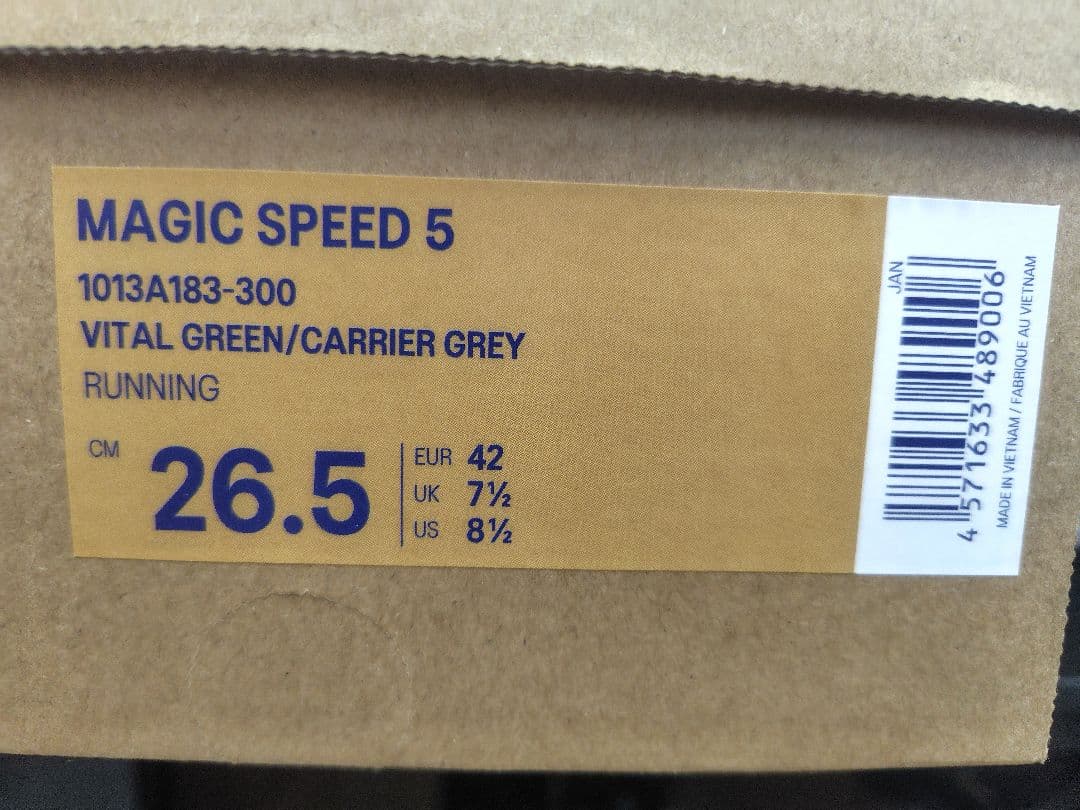 MAGIC SPEED 5
1013A183-300
VITAL GREEN/CARRIER GREY
RUNNING
CM 26.5
EUR 42
UK 7½
US 8½
JAN
4 571633 489006
MADE IN VIETNAM / FABRIQUE AU VIETNAM